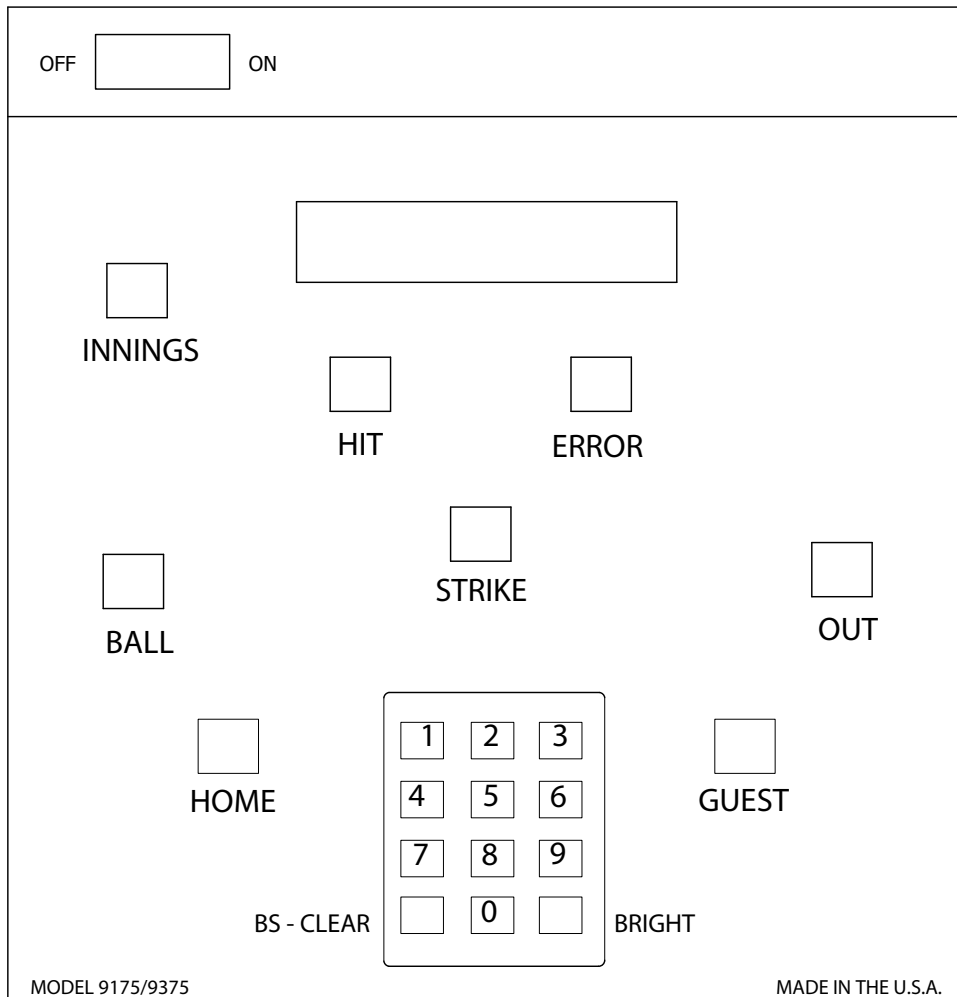 OFF ON
INNINGS
HIT ERROR
STRIKE
BALL OUT
1 2 3
HOME 4 5 6 GUEST
7 8 9
BS - CLEAR 0 BRIGHT
MODEL 9175/9375 MADE IN THE U.S.A.